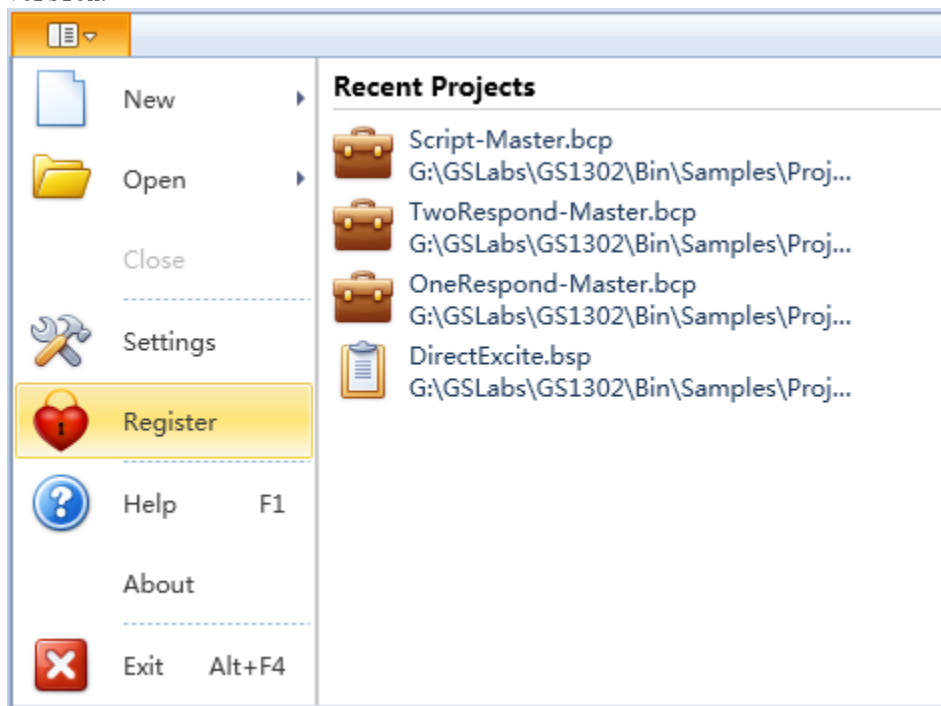 New
Open
Close
Settings
Register
Help F1
About
Exit Alt+F4
Recent Projects
Script-Master.bcp
G:\GSLabs\GS1302\Bin\Samples\Proj...
TwoRespond-Master.bcp
G:\GSLabs\GS1302\Bin\Samples\Proj...
OneRespond-Master.bcp
G:\GSLabs\GS1302\Bin\Samples\Proj...
DirectExcite.bsp
G:\GSLabs\GS1302\Bin\Samples\Proj...